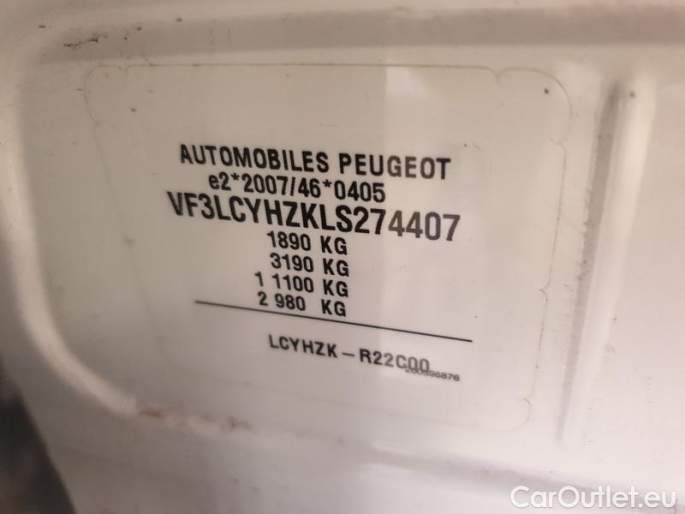 AUTOMOBILES PEUGEOT
e2*2007/46*0405
VF3LCYHZKLS274407
1890 KG
3190 KG
1 1100 KG
2 980 KG
LCYHZK - R22C00
CarOutlet.eu